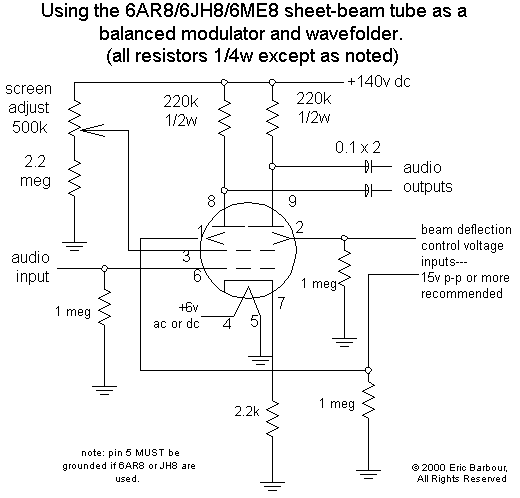 Using the 6AR8/6JH8/6ME8 sheet-beam tube as a
balanced modulator and wavefolder.
(all resistors 1/4w except as noted)
+140v dc
screen
adjust
500k
220k
1/2w
220k
1/2w
0.1 x 2
2.2
meg
audio
outputs
8
9
1
2
beam deflection
control voltage
inputs---
15v p-p or more
recommended
3
audio
input
6
7
1 meg
1 meg
+6v
ac or dc
4
5
2.2k
1 meg
note: pin 5 MUST be
grounded if 6AR8 or JH8 are
used.
© 2000 Eric Barbour,
All Rights Reserved